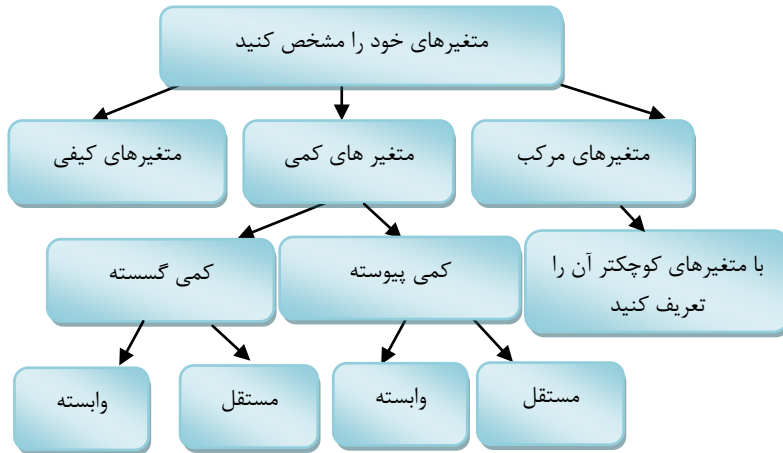 متغیرهای خود را مشخص کنید
متغیرهای مرکب
متغیر های کمی
متغیرهای کیفی
با متغیرهای کوچکتر آن را
تعریف کنید
کمی پیوسته
کمی گسسته
مستقل
وابسته
مستقل
وابسته